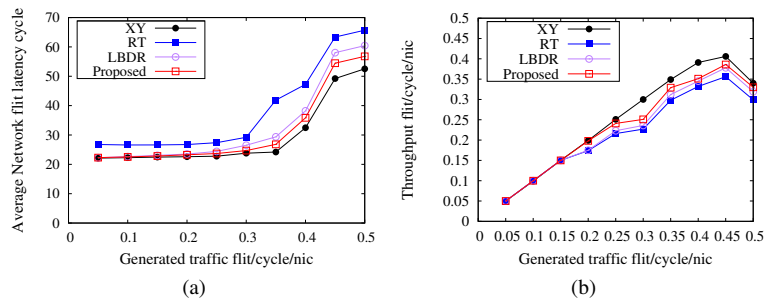 70
60
50
40
30
20
10
0
0 0.1 0.2 0.3 0.4 0.5
Average Network flit latency cycle
Generated traffic flit/cycle/nic
XY
RT
LBDR
Proposed
(a)
0.5
0.45
0.4
0.35
0.3
0.25
0.2
0.15
0.1
0.05
0
0 0.05 0.1 0.15 0.2 0.25 0.3 0.35 0.4 0.45 0.5
Throughput flit/cycle/nic
Generated traffic flit/cycle/nic
XY
RT
LBDR
Proposed
(b)